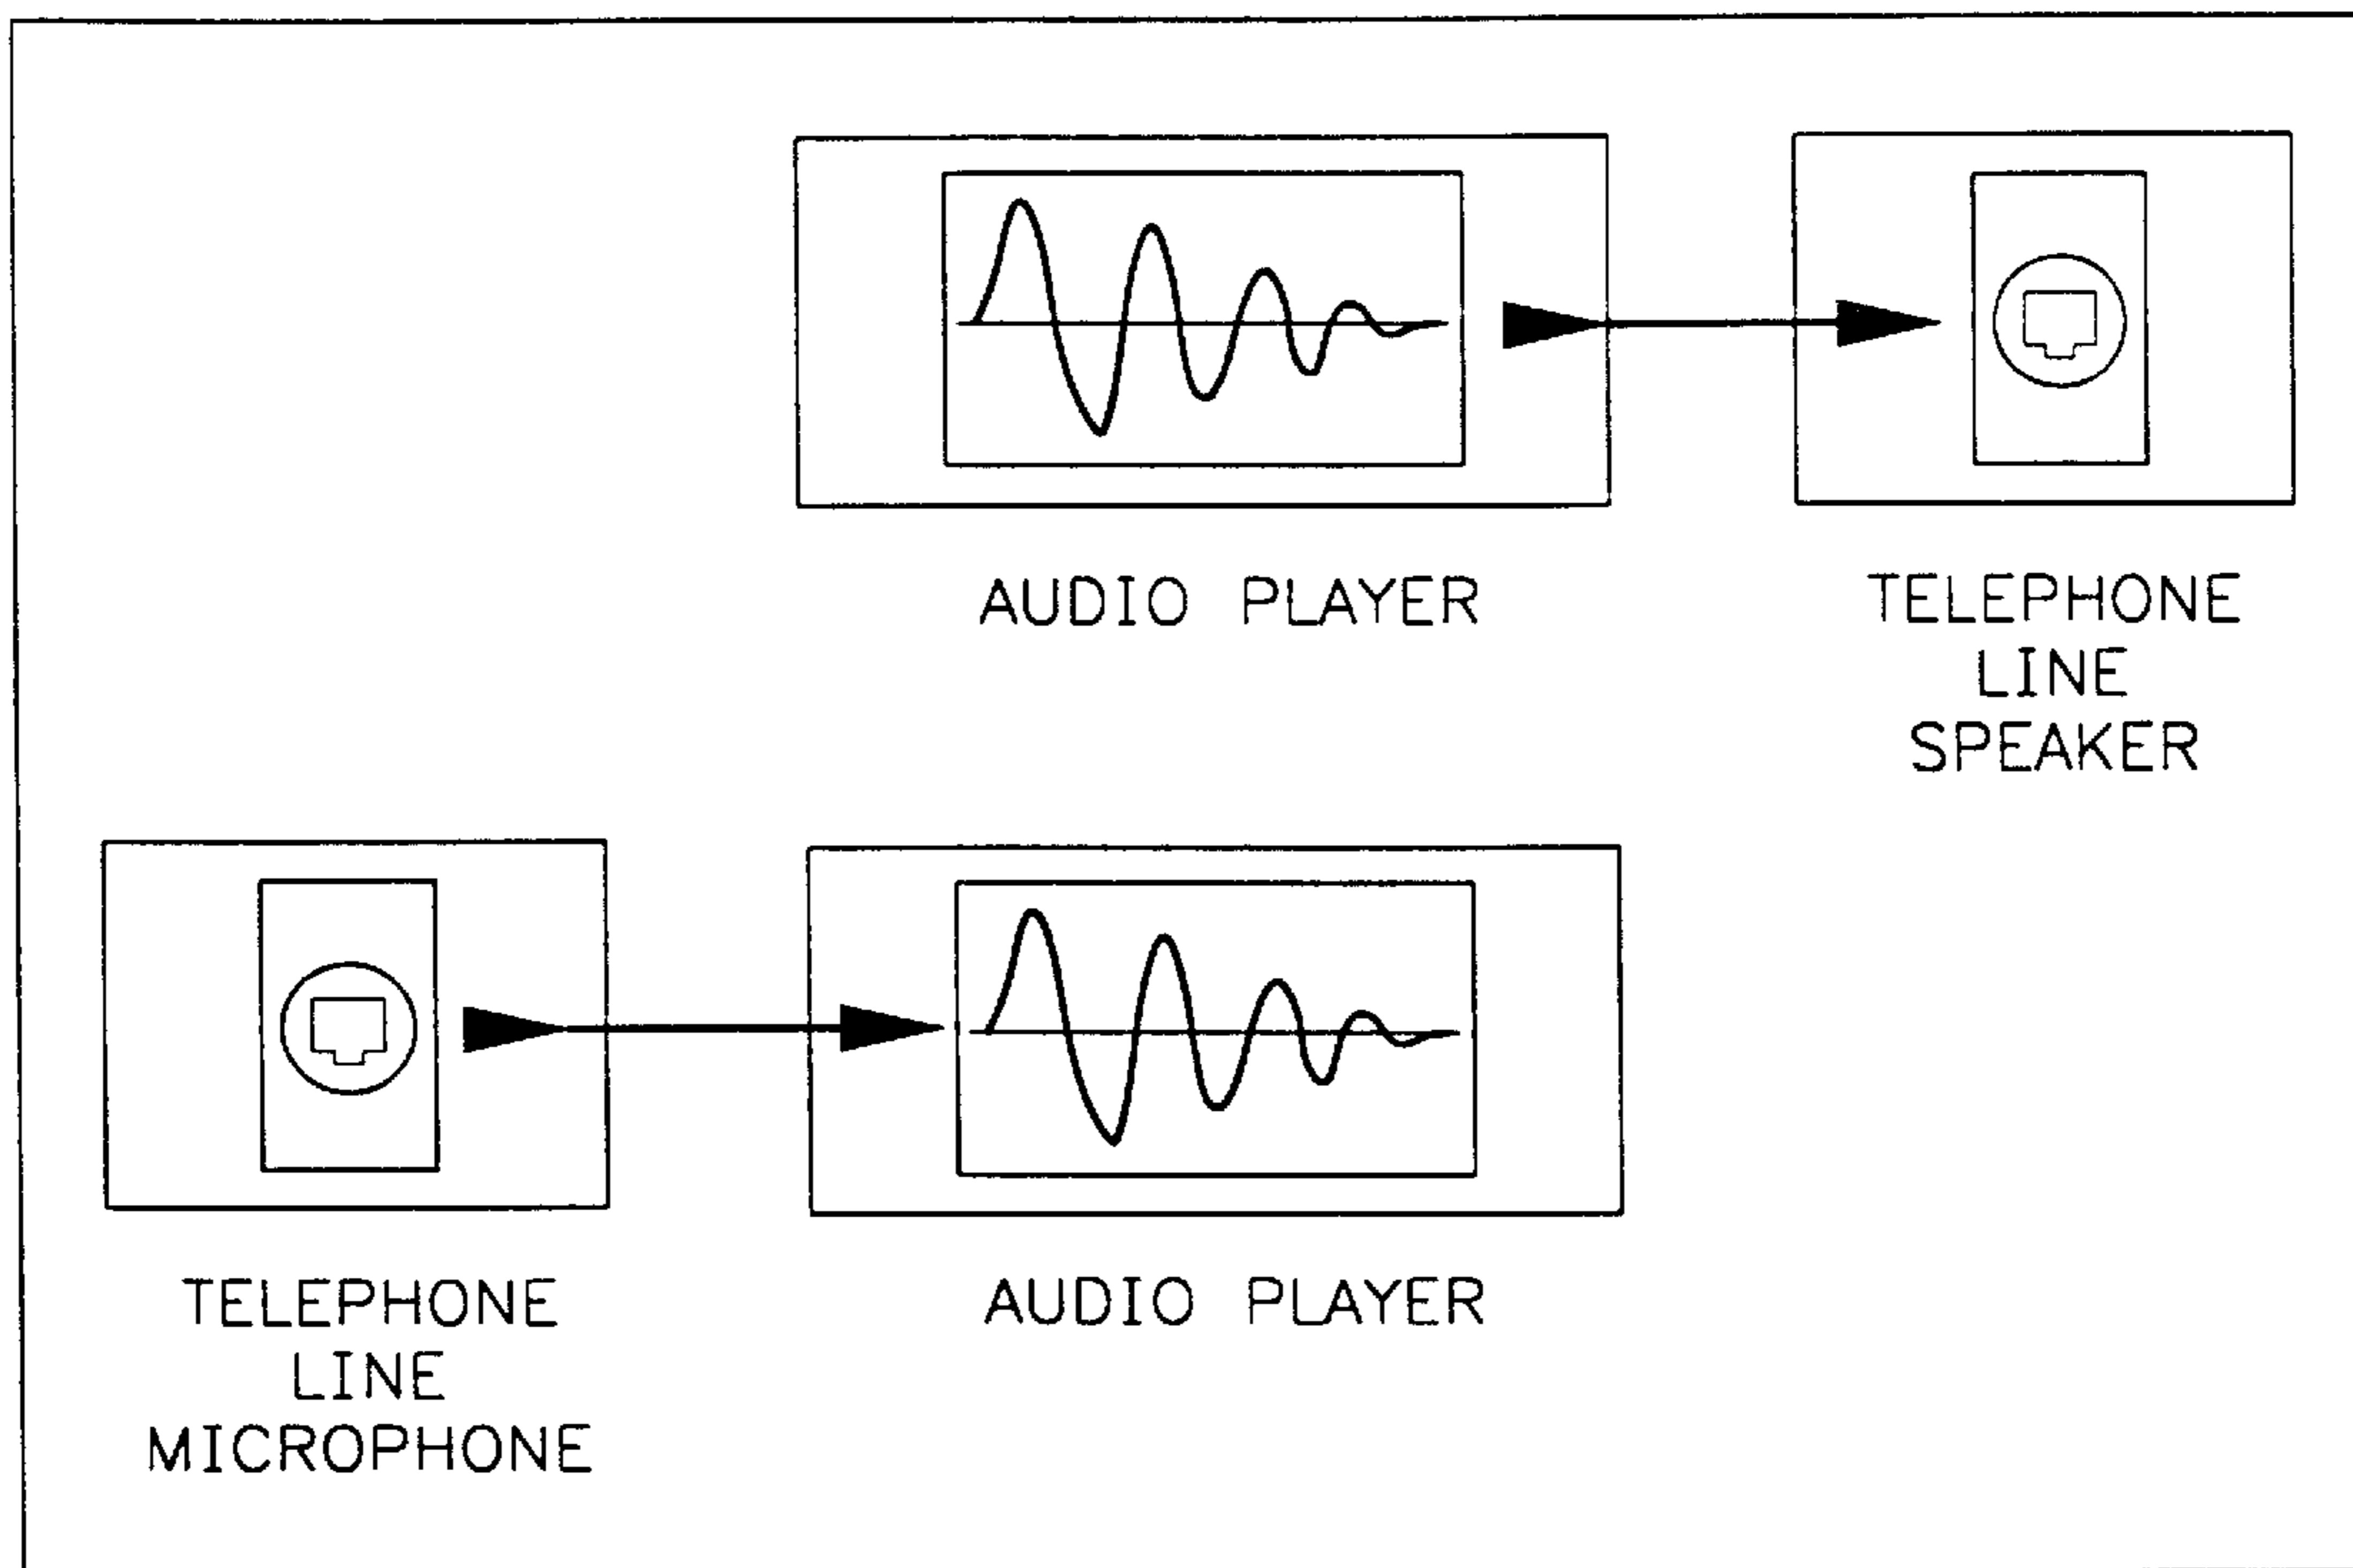 AUDIO PLAYER
TELEPHONE
LINE
SPEAKER
TELEPHONE
LINE
MICROPHONE
AUDIO PLAYER